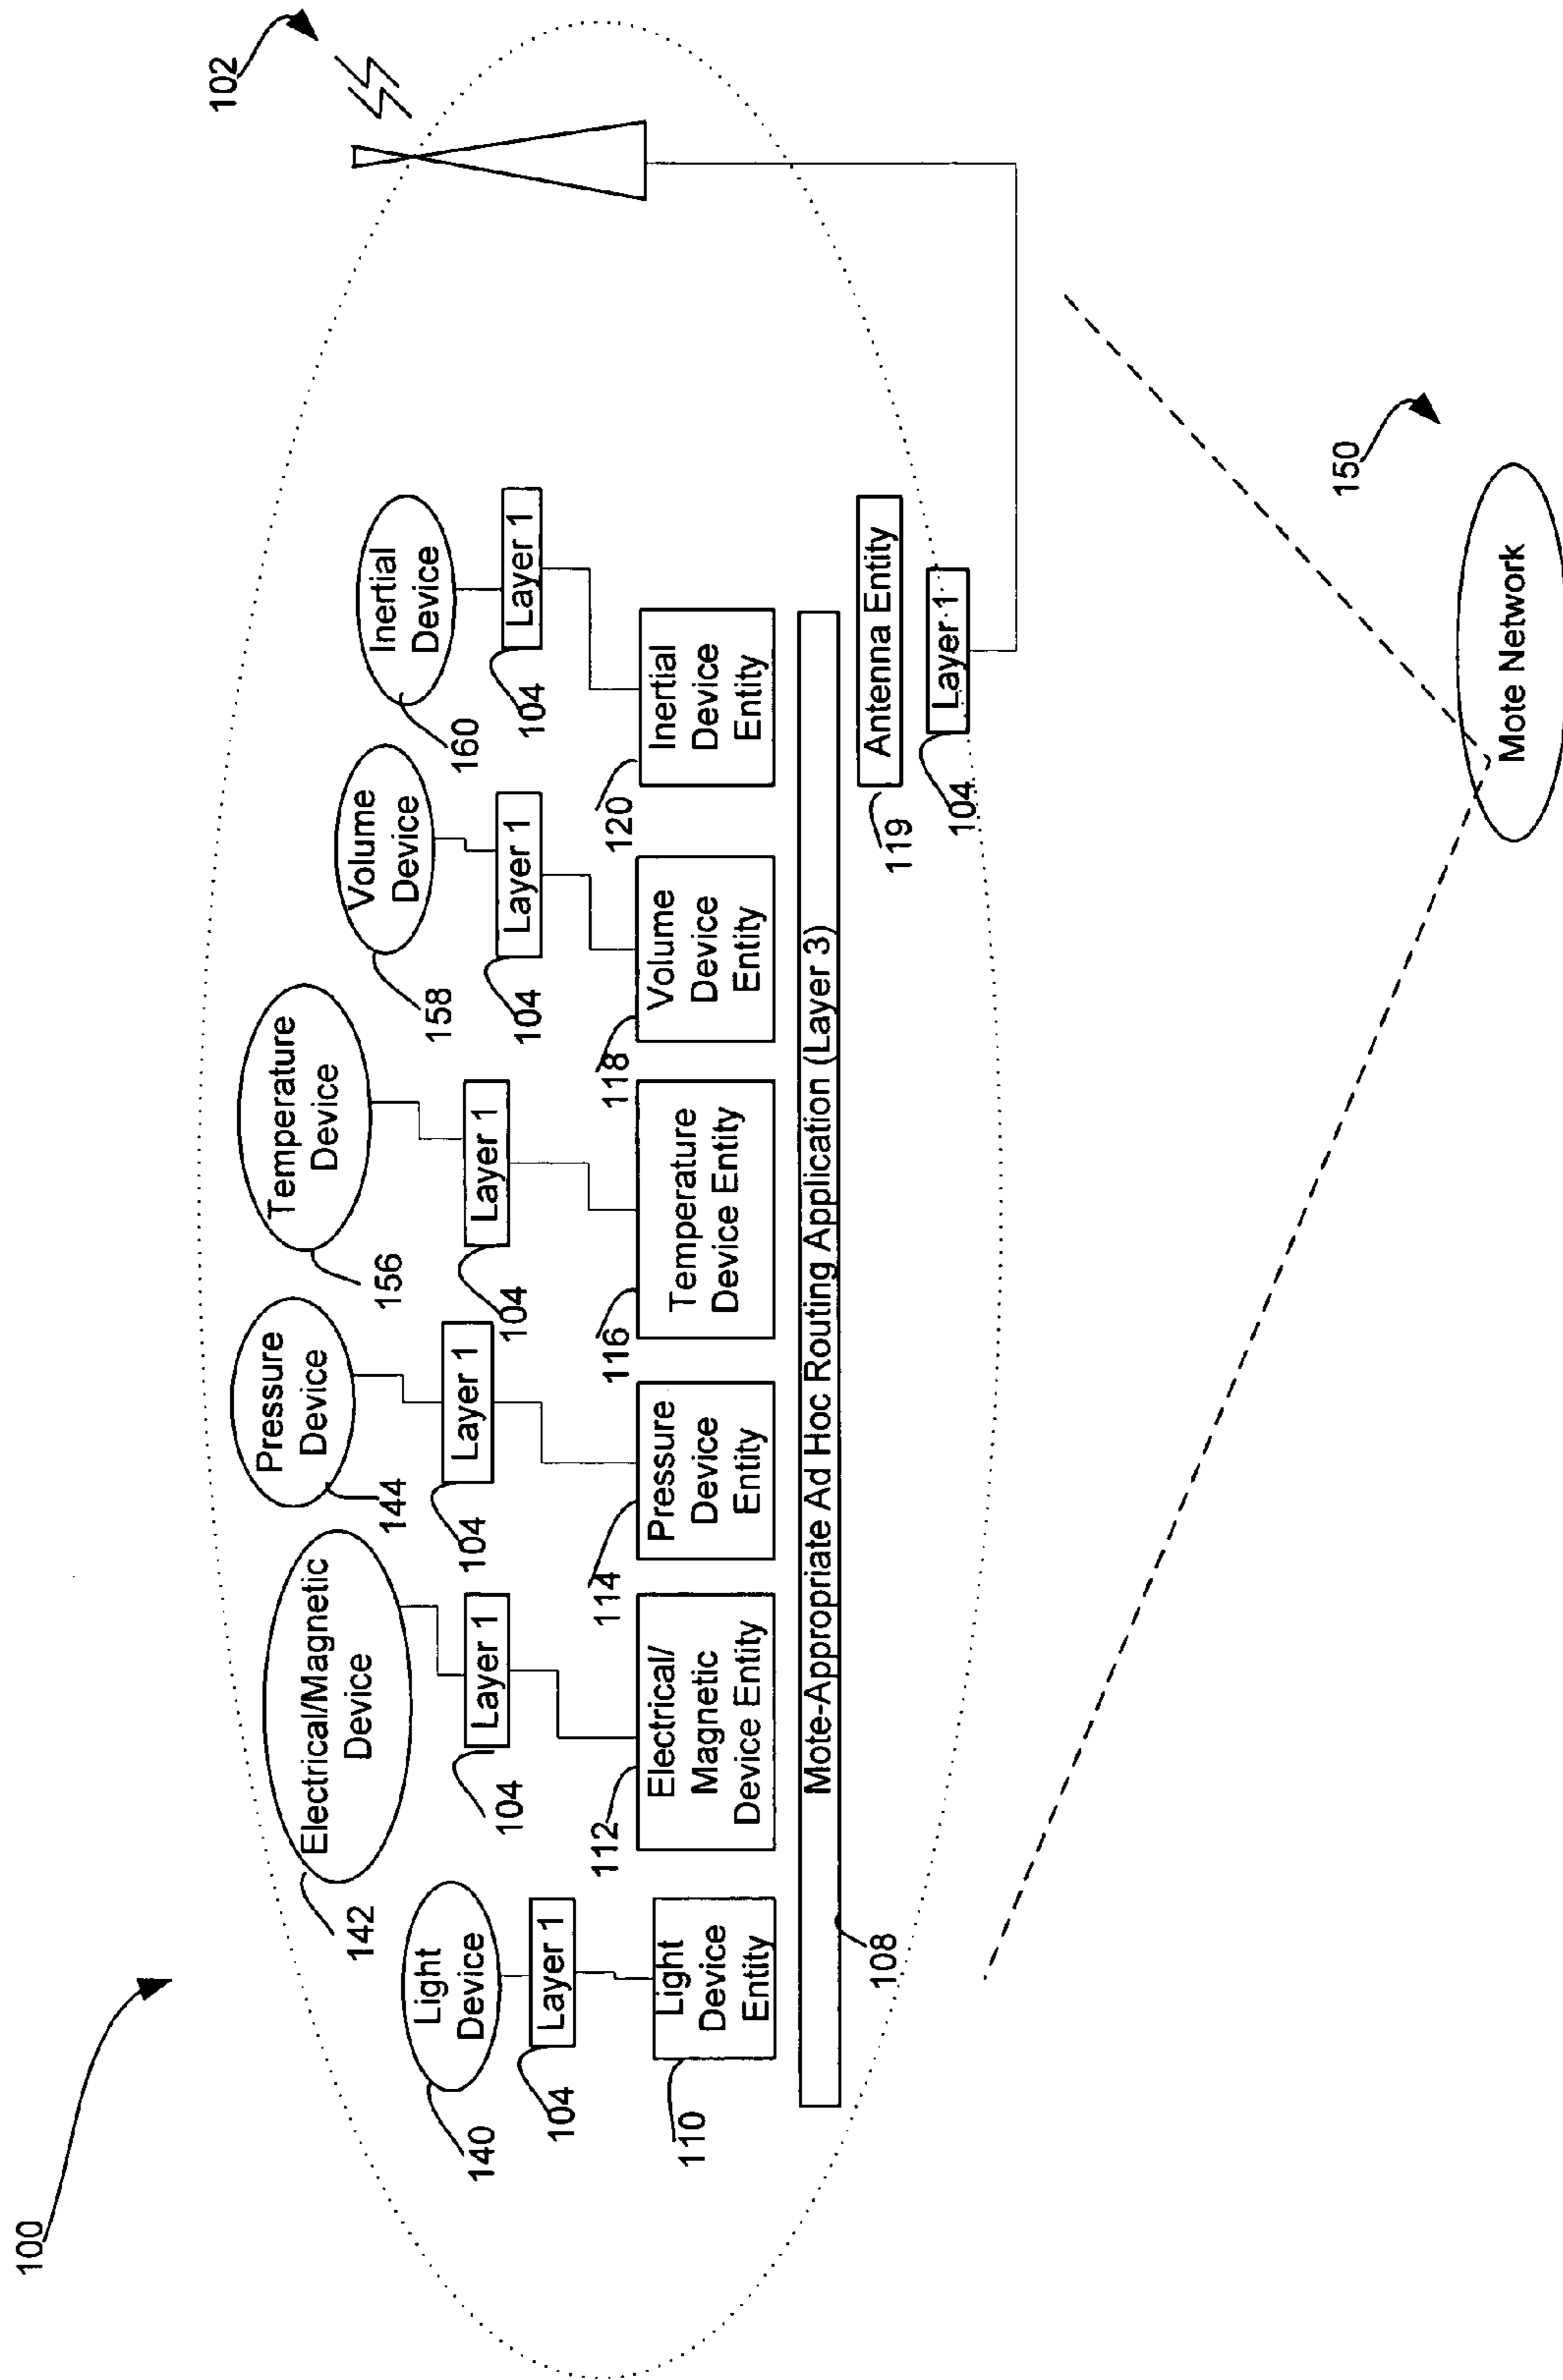 100
102
Light
Device
140
Layer 1
104
Light
Device
Entity
110
Electrical/Magnetic
Device
142
Layer 1
104
Electrical/
Magnetic
Device Entity
112
Pressure
Device
144
Layer 1
104
Pressure
Device
Entity
114
Temperature
Device
156
Layer 1
104
Temperature
Device Entity
116
Volume
Device
158
Layer 1
104
Volume
Device
Entity
118
Inertial
Device
160
Layer 1
104
Inertial
Device
Entity
120
Mote-Appropriate Ad Hoc Routing Application (Layer 3)
108
Antenna Entity
119
Layer 1
104
150
Mote Network